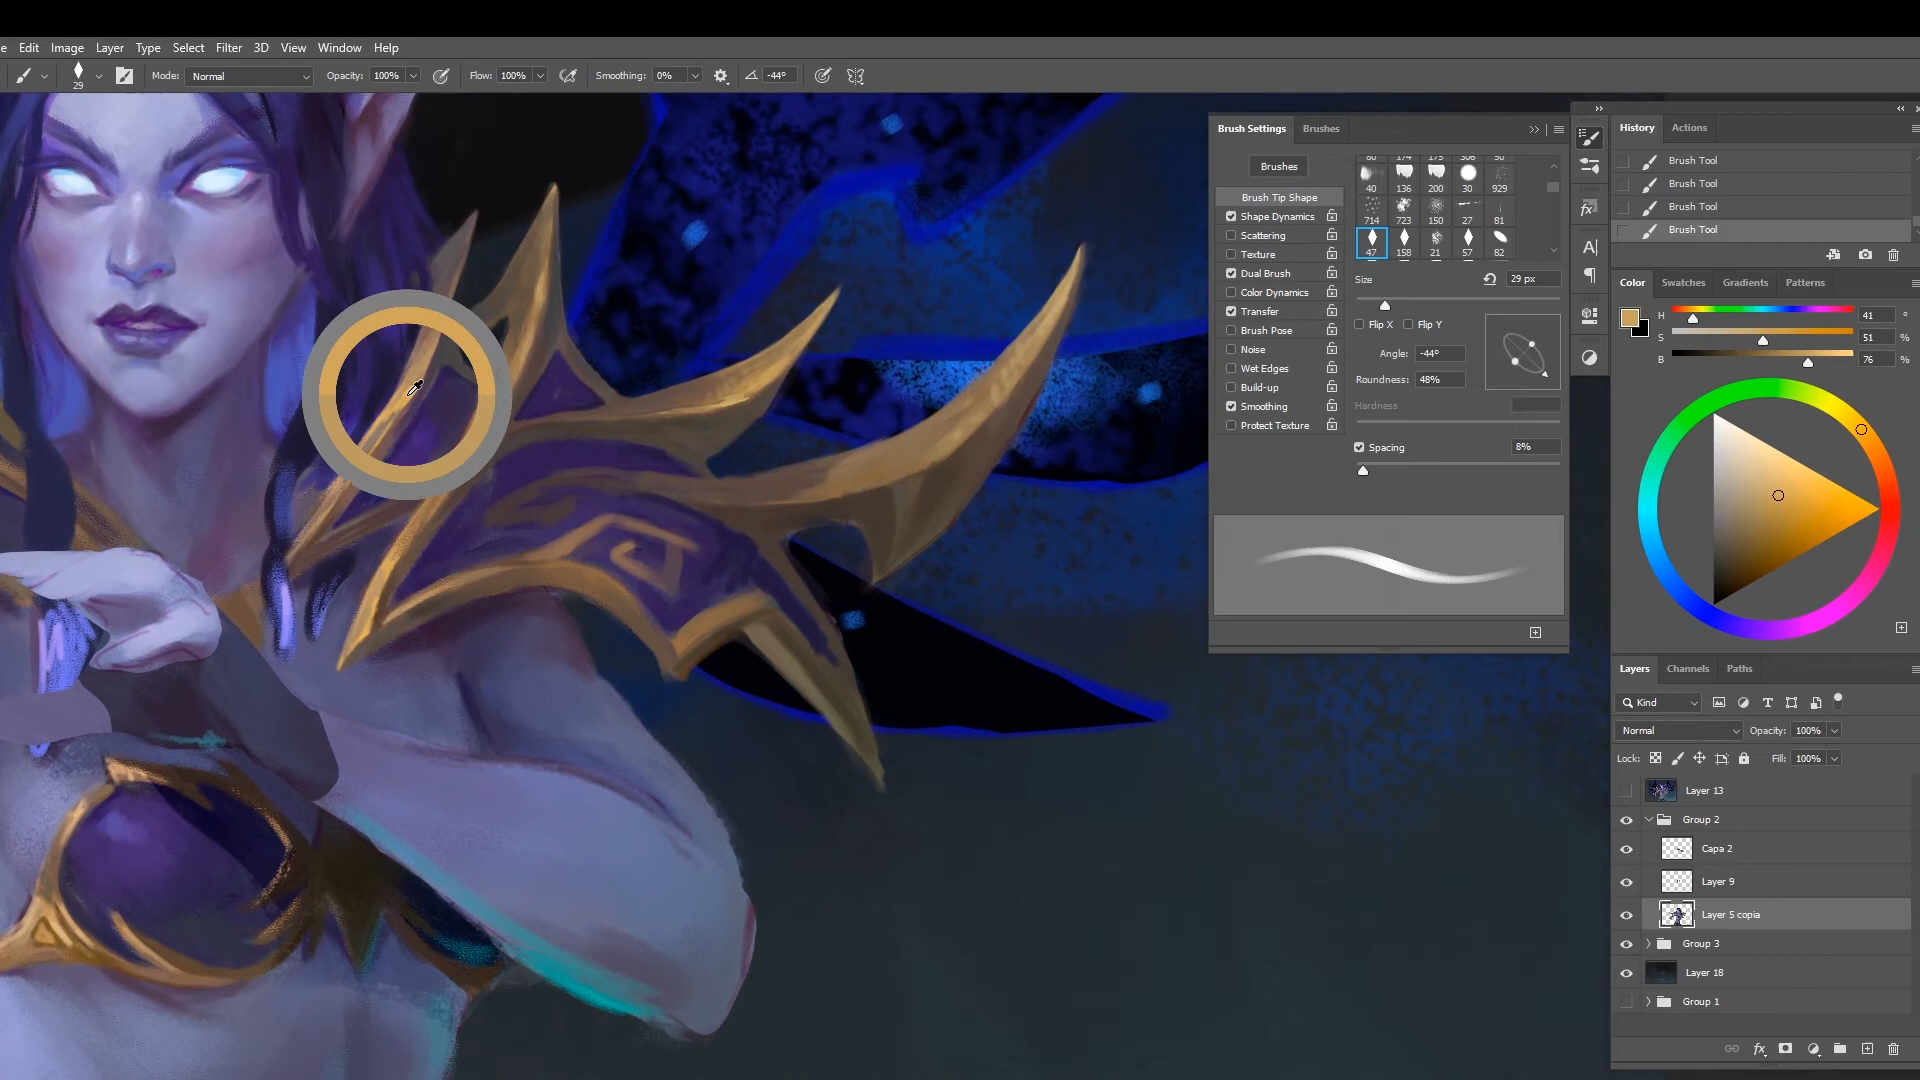 e Edit Image Layer Type Select Filter 3D View Window Help
29 Mode: Normal Opacity: 100% Flow: 100% Smoothing: 0% -44°
Brush Settings Brushes
Brushes
Brush Tip Shape
Shape Dynamics
Scattering
Texture
Dual Brush
Color Dynamics
Transfer
Brush Pose
Noise
Wet Edges
Build-up
Smoothing
Protect Texture
80 174 175 306 50
40 136 200 30 929
714 723 150 27 81
47 158 21 57 82
Size 29 px
Flip X Flip Y
Angle: -44°
Roundness: 48%
Hardness
Spacing 8%
History Actions
Brush Tool
Brush Tool
Brush Tool
Brush Tool
Color Swatches Gradients Patterns
H 41 °
S 51 %
B 76 %
Layers Channels Paths
Kind
Normal Opacity: 100%
Lock: Fill: 100%
Layer 13
Group 2
Capa 2
Layer 9
Layer 5 copia
Group 3
Layer 18
Group 1